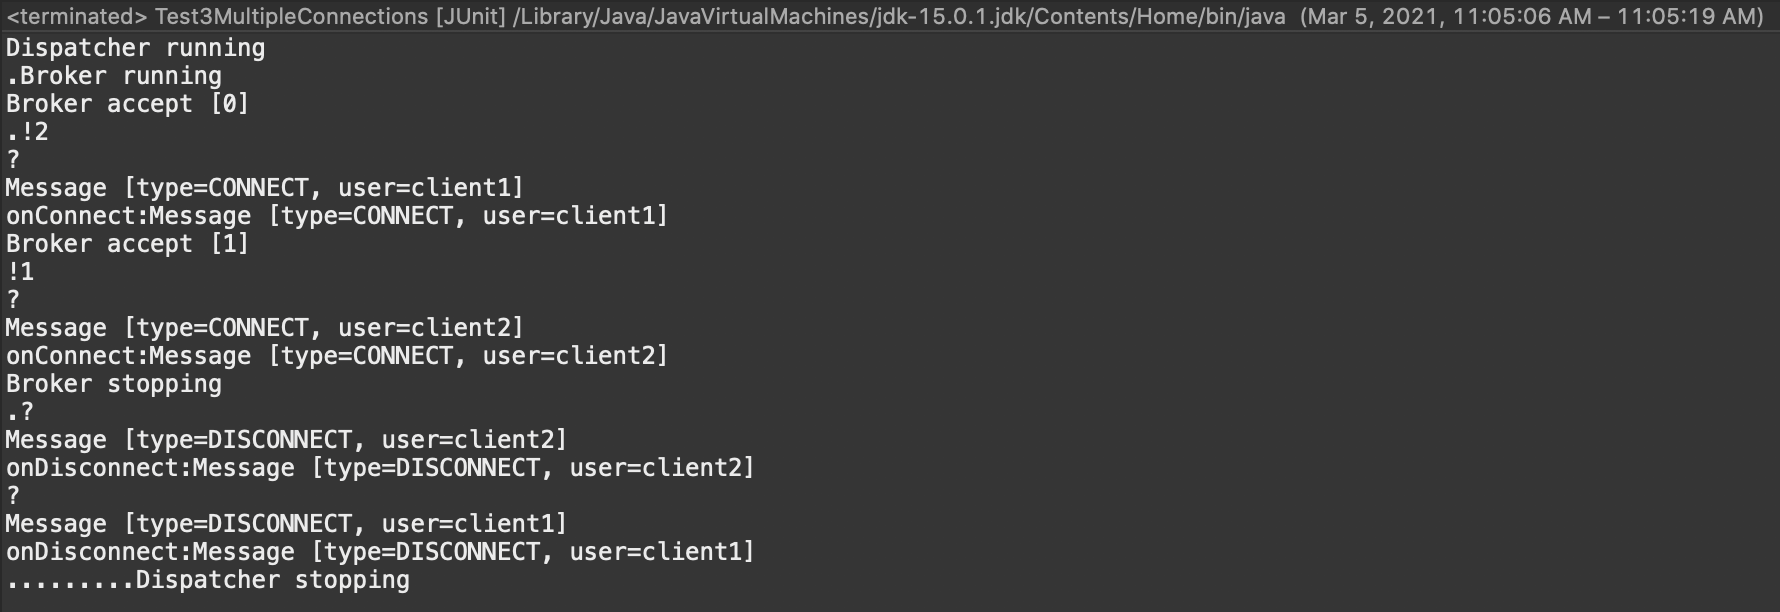 <terminated> Test3MultipleConnections [JUnit] /Library/Java/JavaVirtualMachines/jdk-15.0.1.jdk/Contents/Home/bin/java (Mar 5, 2021, 11:05:06 AM – 11:05:19 AM)
Dispatcher running
.Broker running
Broker accept [0]
.!2
?
Message [type=CONNECT, user=client1]
onConnect:Message [type=CONNECT, user=client1]
Broker accept [1]
!1
?
Message [type=CONNECT, user=client2]
onConnect:Message [type=CONNECT, user=client2]
Broker stopping
.?
Message [type=DISCONNECT, user=client2]
onDisconnect:Message [type=DISCONNECT, user=client2]
?
Message [type=DISCONNECT, user=client1]
onDisconnect:Message [type=DISCONNECT, user=client1]
.........Dispatcher stopping